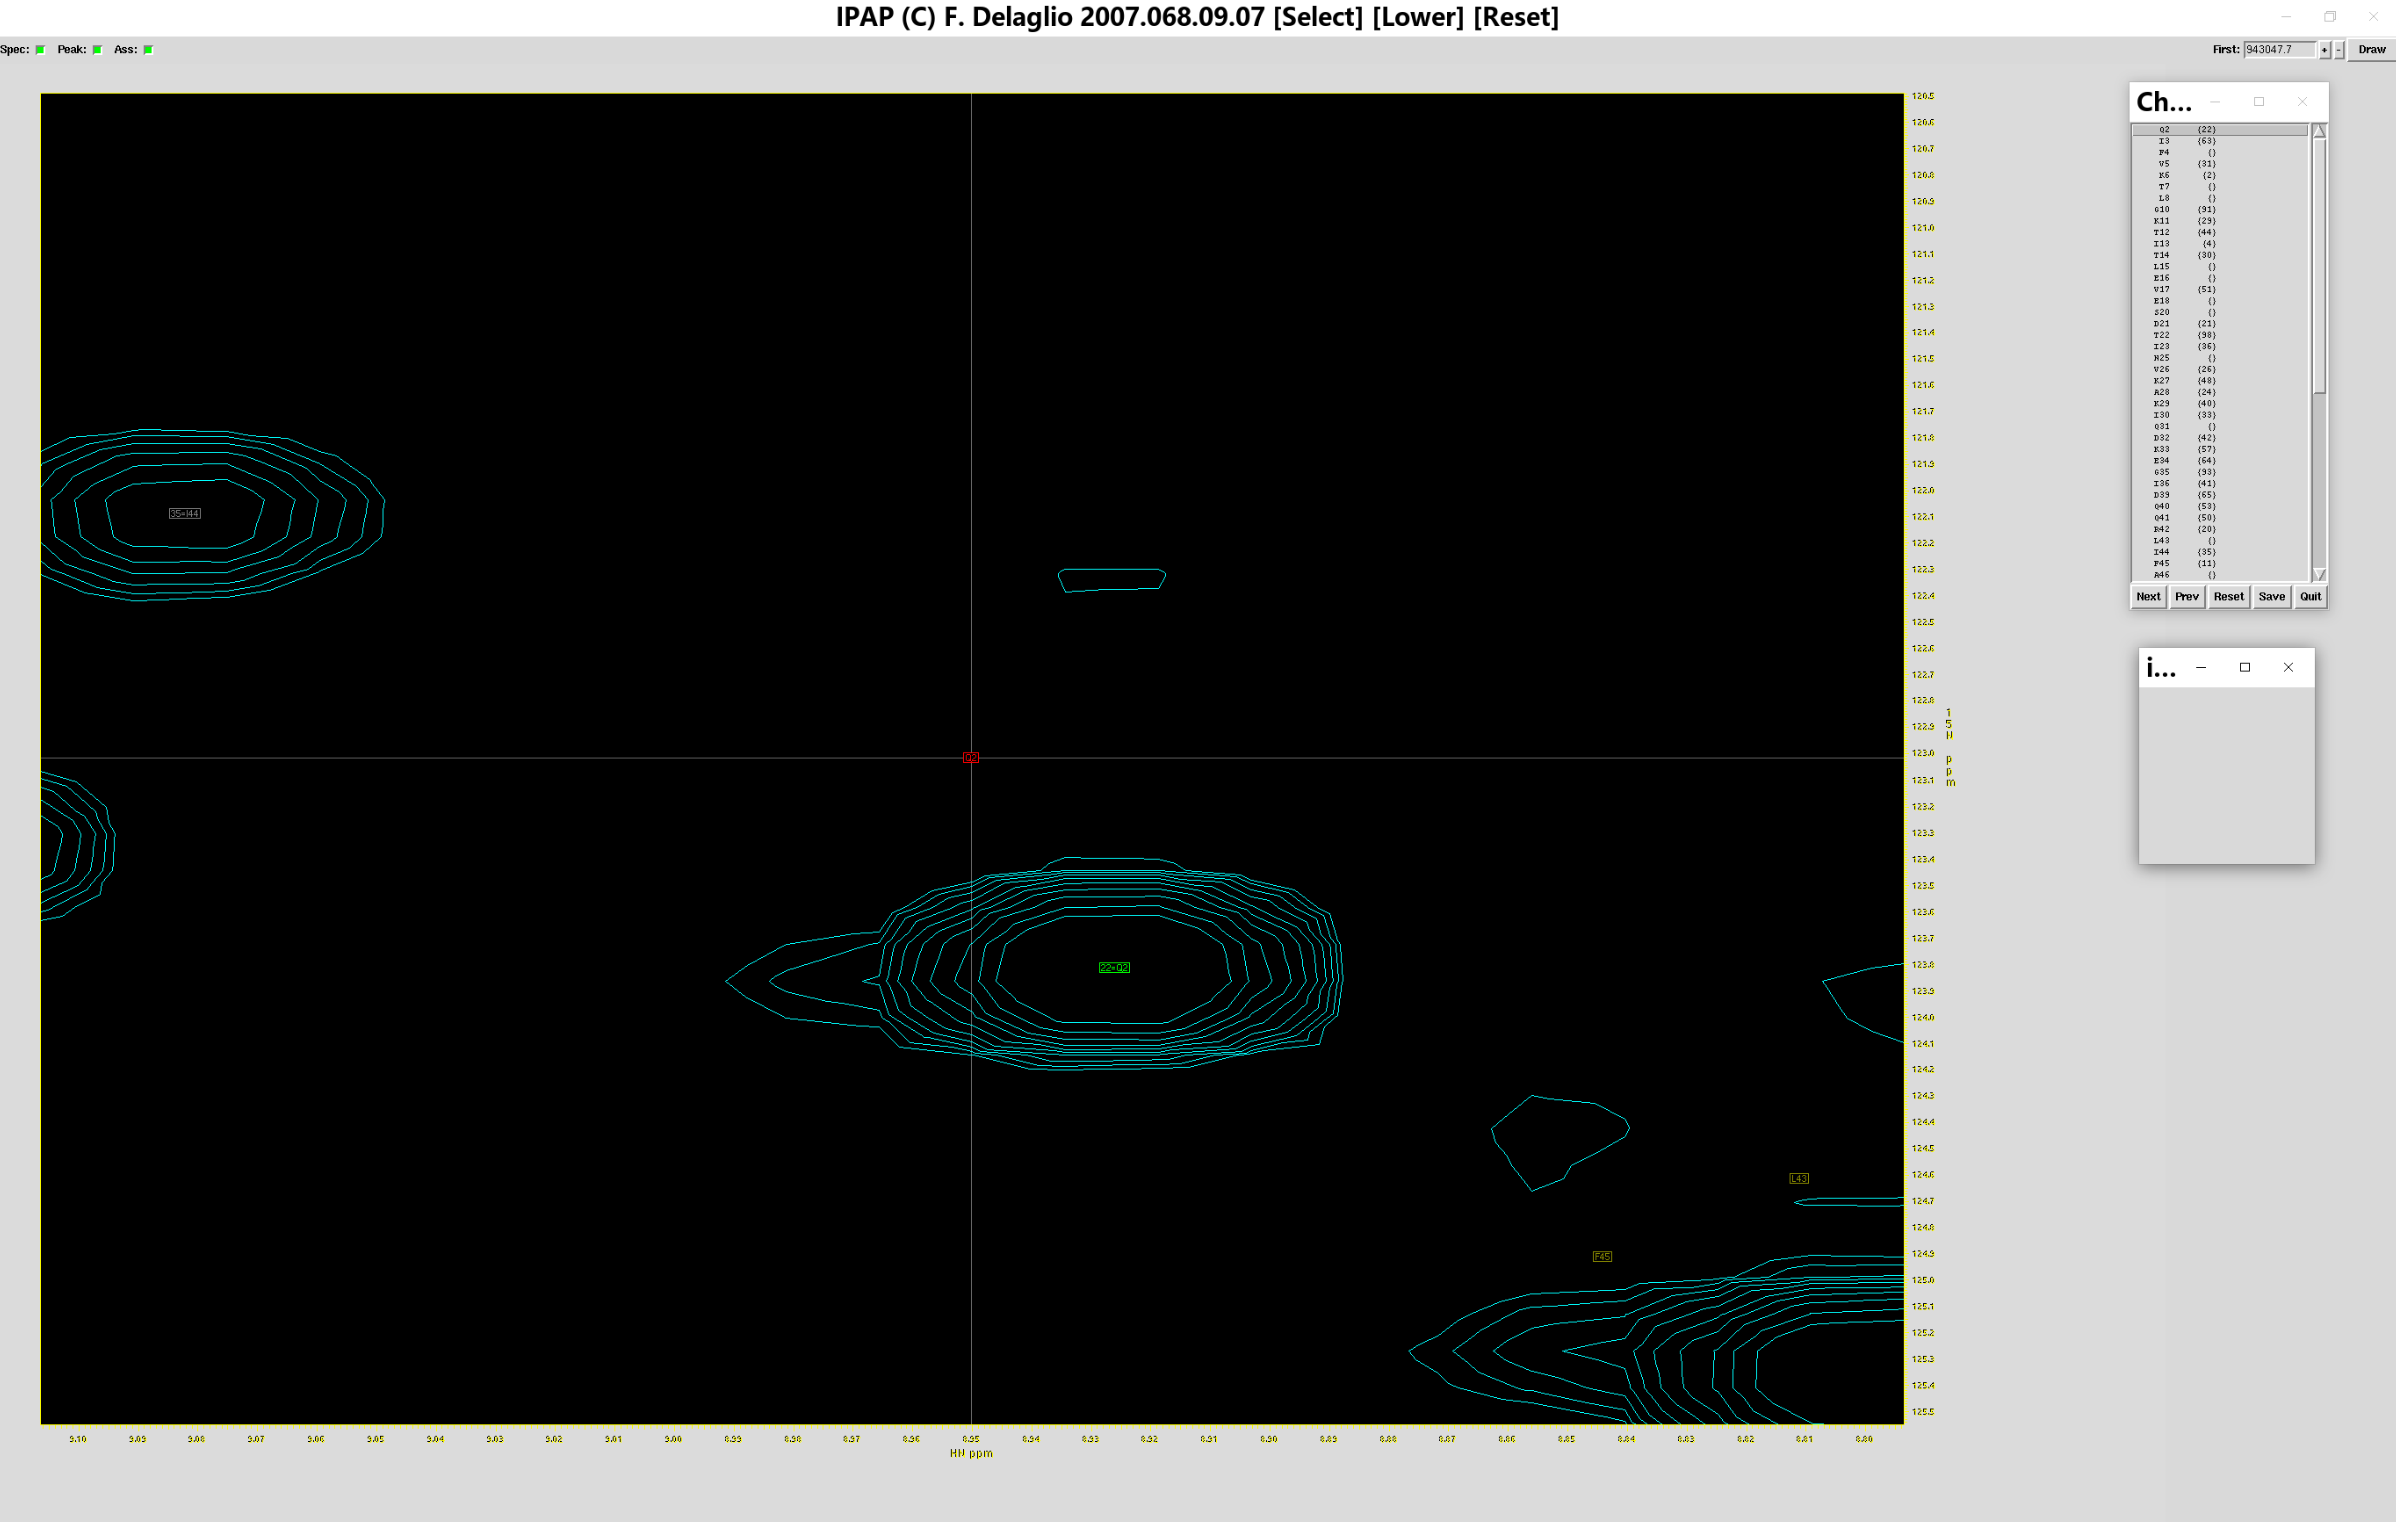 IPAP (C) F. Delaglio 2007.068.09.07 [Select] [Lower] [Reset]
Spec: Peak: Ass: First: 943047.7 + - Draw
Ch...
Q2 (22)
I3 (63)
F4 ()
V5 (31)
K6 (2)
T7 ()
L8 ()
G10 (91)
K11 (29)
T12 (44)
I13 (4)
T14 (30)
L15 ()
E16 ()
V17 (51)
E18 ()
S20 ()
D21 (21)
T22 (98)
I23 (36)
N25 ()
V26 (26)
K27 (48)
A28 (24)
K29 (40)
I30 (33)
Q31 ()
D32 (42)
K33 (57)
E34 (64)
G35 (93)
I36 (41)
D39 (65)
Q40 (53)
Q41 (50)
R42 (20)
L43 ()
I44 (35)
F45 (11)
A46 ()
Next Prev Reset Save Quit
i...
35=I44
Q2
22=Q2
L43
F45
120.5
120.6
120.7
120.8
120.9
121.0
121.1
121.2
121.3
121.4
121.5
121.6
121.7
121.8
121.9
122.0
122.1
122.2
122.3
122.4
122.5
122.6
122.7
122.8
122.9
123.0
123.1
123.2
123.3
123.4
123.5
123.6
123.7
123.8
123.9
124.0
124.1
124.2
124.3
124.4
124.5
124.6
124.7
124.8
124.9
125.0
125.1
125.2
125.3
125.4
125.5
15N ppm
9.10 9.09 9.08 9.07 9.06 9.05 9.04 9.03 9.02 9.01 9.00 8.99 8.98 8.97 8.96 8.95 8.94 8.93 8.92 8.91 8.90 8.89 8.88 8.87 8.86 8.85 8.84 8.83 8.82 8.81 8.80
HN ppm